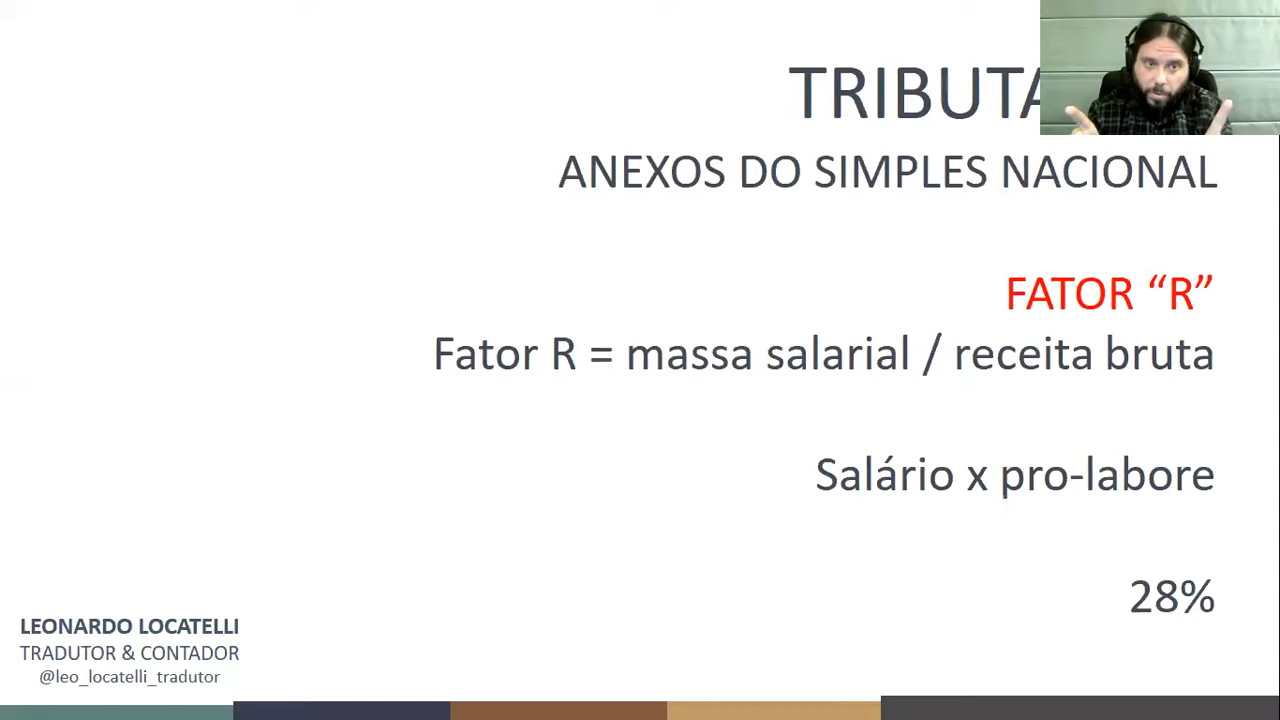 ANEXOS DO SIMPLES NACIONAL
FATOR “R”
Fator R = massa salarial / receita bruta
Salário x pro-labore
28%
LEONARDO LOCATELLI
TRADUTOR & CONTADOR
@leo_locatelli_tradutor